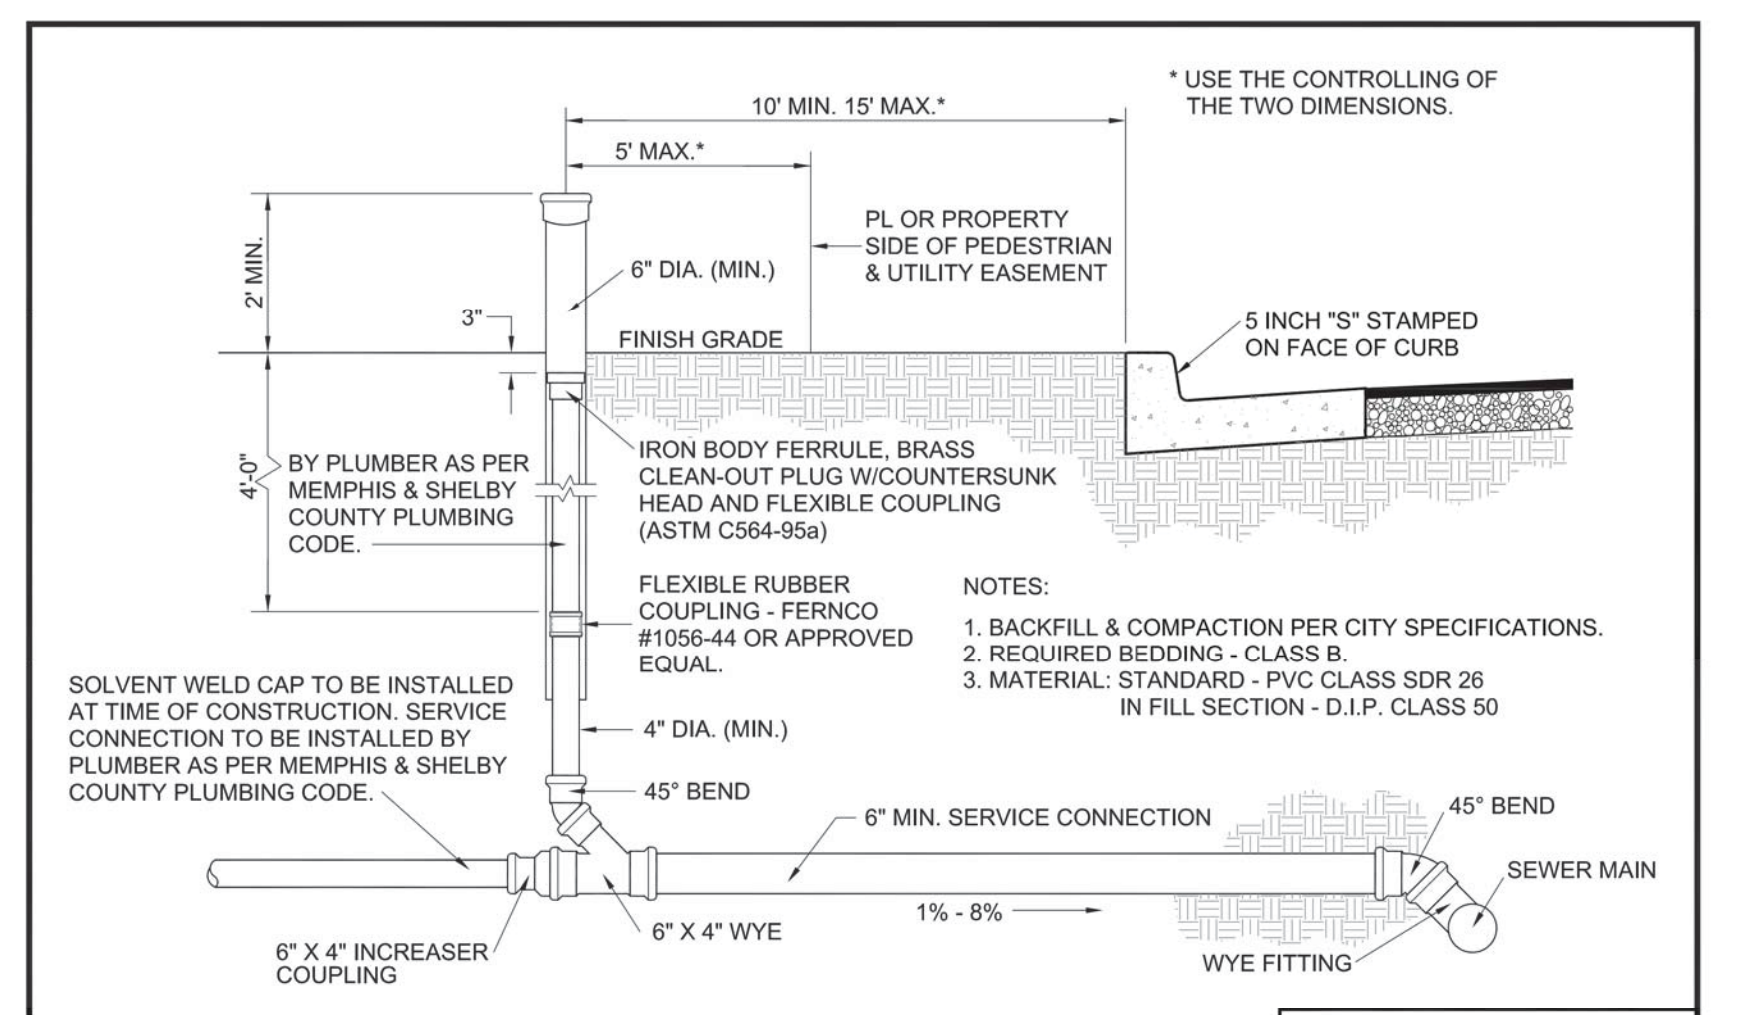 * USE THE CONTROLLING OF
THE TWO DIMENSIONS.
10' MIN. 15' MAX.*
5' MAX.*
2' MIN.
PL OR PROPERTY
SIDE OF PEDESTRIAN
& UTILITY EASEMENT
6" DIA. (MIN.)
3"
FINISH GRADE
5 INCH "S" STAMPED
ON FACE OF CURB
4'-0"
BY PLUMBER AS PER
MEMPHIS & SHELBY
COUNTY PLUMBING
CODE.
IRON BODY FERRULE, BRASS
CLEAN-OUT PLUG W/COUNTERSUNK
HEAD AND FLEXIBLE COUPLING
(ASTM C564-95a)
FLEXIBLE RUBBER
COUPLING - FERNCO
#1056-44 OR APPROVED
EQUAL.
NOTES:
1. BACKFILL & COMPACTION PER CITY SPECIFICATIONS.
2. REQUIRED BEDDING - CLASS B.
3. MATERIAL: STANDARD - PVC CLASS SDR 26
IN FILL SECTION - D.I.P. CLASS 50
SOLVENT WELD CAP TO BE INSTALLED
AT TIME OF CONSTRUCTION. SERVICE
CONNECTION TO BE INSTALLED BY
PLUMBER AS PER MEMPHIS & SHELBY
COUNTY PLUMBING CODE.
4" DIA. (MIN.)
45° BEND
6" MIN. SERVICE CONNECTION
45° BEND
SEWER MAIN
1% - 8%
6" X 4" WYE
6" X 4" INCREASER
COUPLING
WYE FITTING